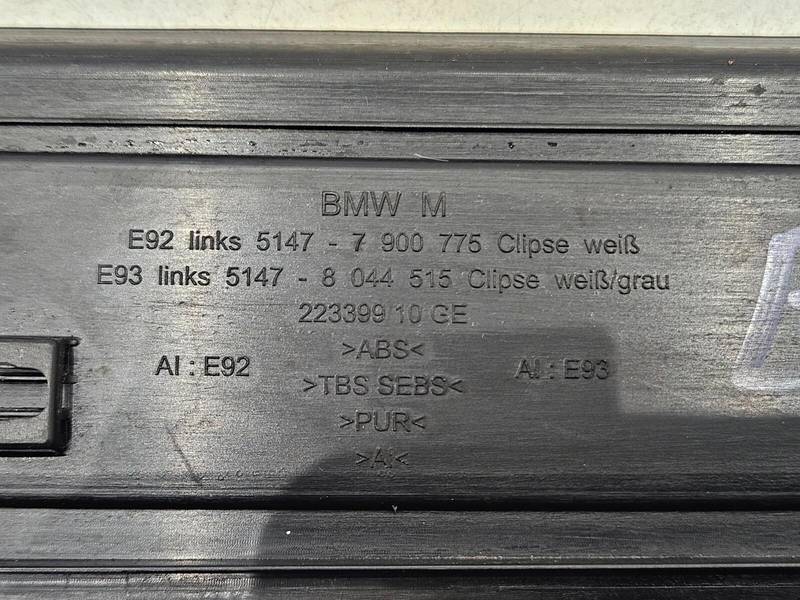 BMW M
E92 links 5147 - 7 900 775 Clipse weiß
E93 links 5147 - 8 044 515 Clipse weiß/grau
223399 10 GE
>ABS<
AI : E92
AI : E93
>TBS SEBS<
>PUR<
>AI<